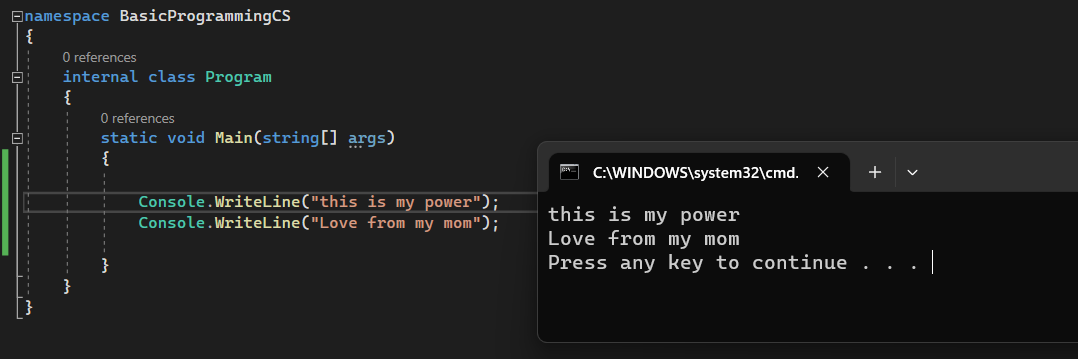 namespace BasicProgrammingCS
{
0 references
internal class Program
{
0 references
static void Main(string[] args)
{
Console.WriteLine("this is my power");
Console.WriteLine("Love from my mom");
}
}
}
C:\WINDOWS\system32\cmd.
this is my power
Love from my mom
Press any key to continue . . .